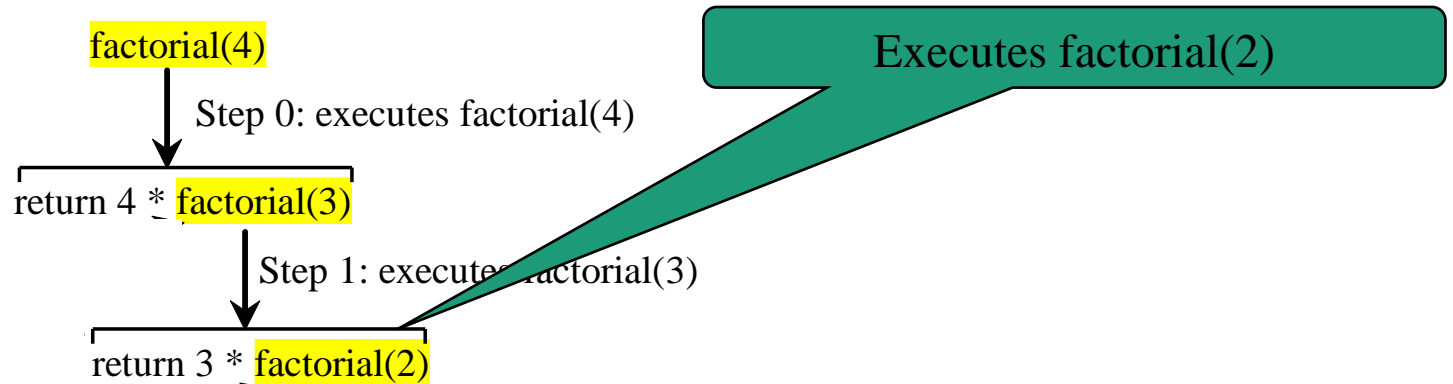 factorial(4)
Executes factorial(2)
Step 0: executes factorial(4)
return 4 * factorial(3)
Step 1: executes factorial(3)
return 3 * factorial(2)